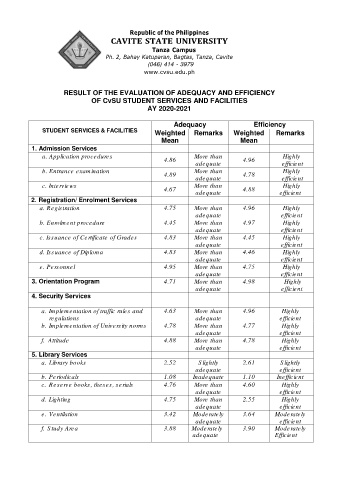 Republic of the Philippines
CAVITE STATE UNIVERSITY
Tanza Campus
Ph. 2, Bahay Katuparan, Bagtas, Tanza, Cavite
(046) 414 - 3979
www.cvsu.edu.ph
RESULT OF THE EVALUATION OF ADEQUACY AND EFFICIENCY
OF CvSU STUDENT SERVICES AND FACILITIES
AY 2020-2021
STUDENT SERVICES & FACILITIES Adequacy Efficiency
Weighted Mean Remarks Weighted Mean Remarks
1. Admission Services
a. Application procedures 4.86 More than adequate 4.96 Highly efficient
b. Entrance examination 4.89 More than adequate 4.78 Highly efficient
c. Interviews 4.67 More than adequate 4.88 Highly efficient
2. Registration/ Enrolment Services
a. Registration 4.75 More than adequate 4.96 Highly efficient
b. Enrolment procedure 4.45 More than adequate 4.97 Highly efficient
c. Issuance of Certificate of Grades 4.83 More than adequate 4.45 Highly efficient
d. Issuance of Diploma 4.83 More than adequate 4.46 Highly efficient
e. Personnel 4.95 More than adequate 4.75 Highly efficient
3. Orientation Program 4.71 More than adequate 4.98 Highly efficient
4. Security Services
a. Implementation of traffic rules and regulations 4.63 More than adequate 4.96 Highly efficient
b. Implementation of University norms 4.78 More than adequate 4.77 Highly efficient
f. Attitude 4.88 More than adequate 4.78 Highly efficient
5. Library Services
a. Library books 2.52 Slightly adequate 2.61 Slightly efficient
b. Periodicals 1.08 Inadequate 1.10 Inefficient
c. Reserve books, theses, serials 4.76 More than adequate 4.60 Highly efficient
d. Lighting 4.75 More than adequate 2.55 Highly efficient
e. Ventilation 3.42 Moderately adequate 3.64 Moderately efficient
f. Study Area 3.88 Moderately adequate 3.90 Moderately Efficient